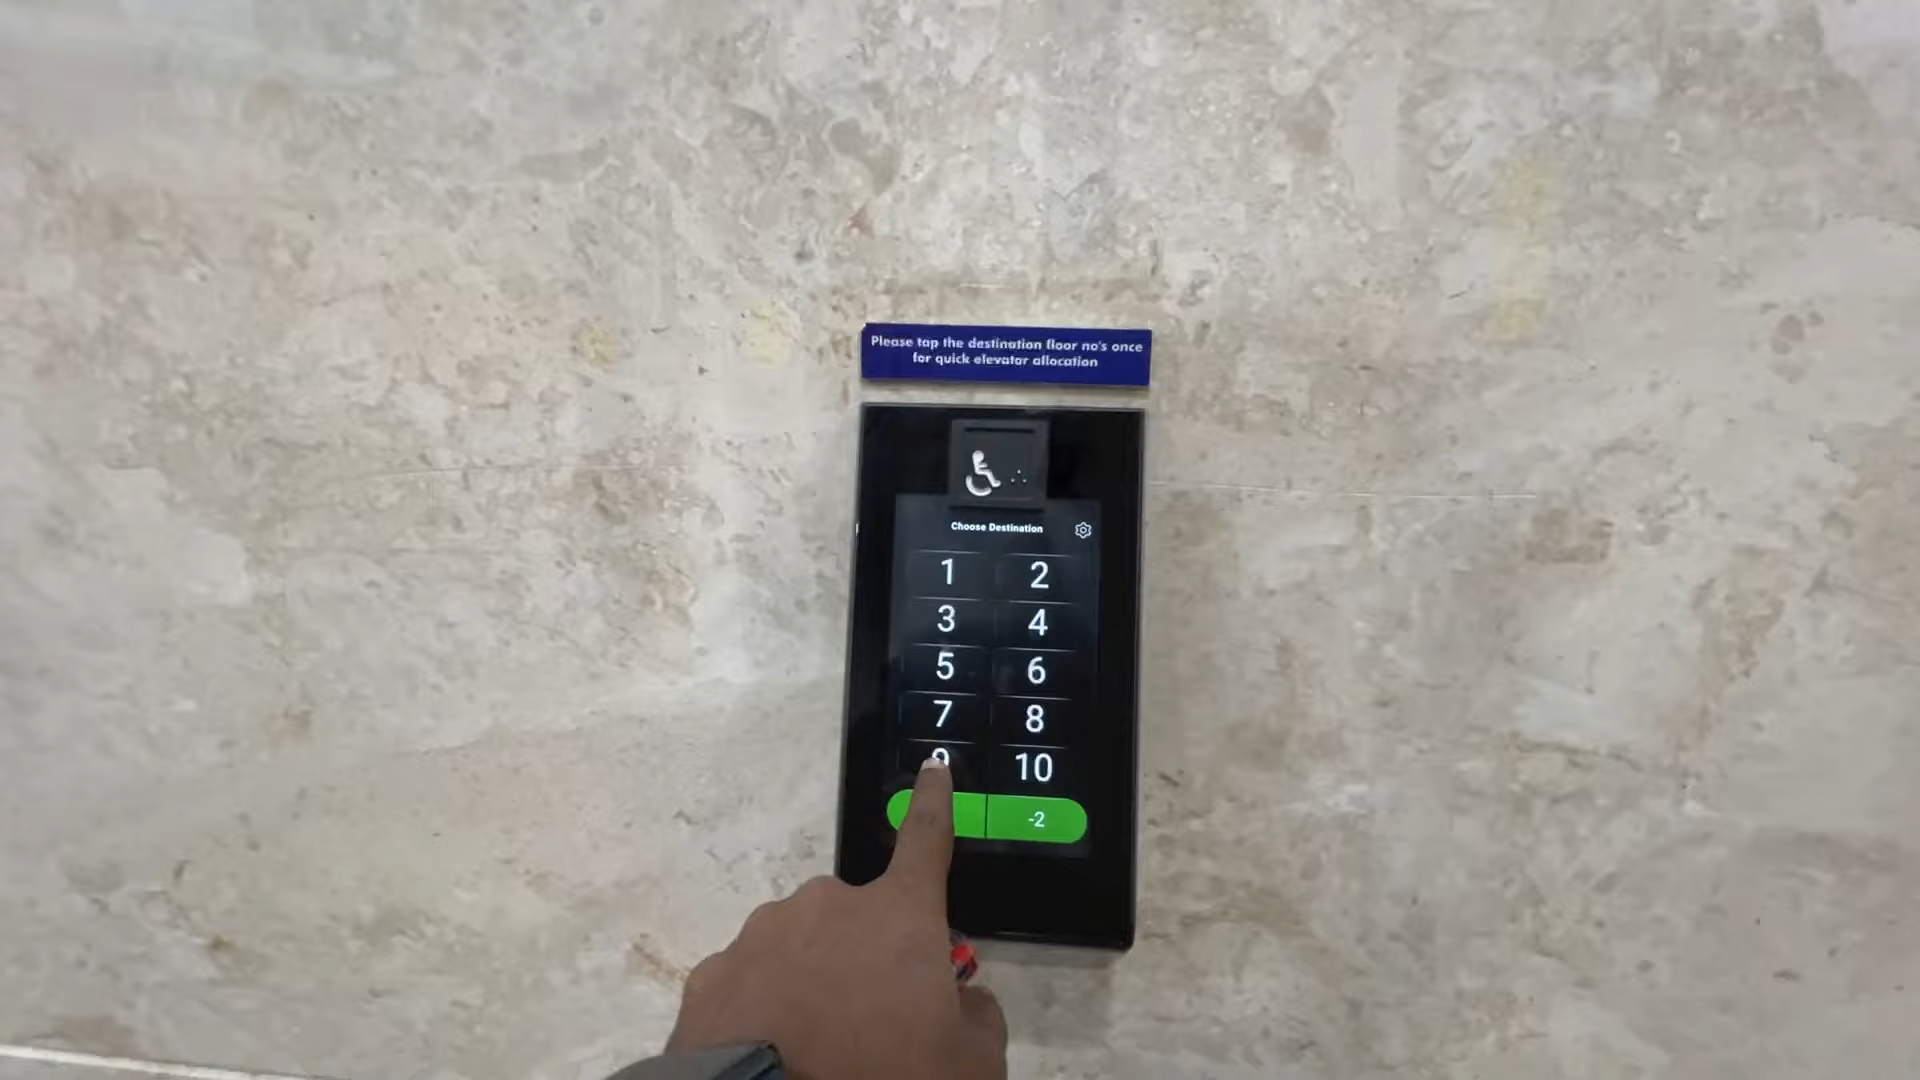 Please tap the destination floor no's once
for quick elevator allocation
Choose Destination
1 2
3 4
5 6
7 8
9 10
-2